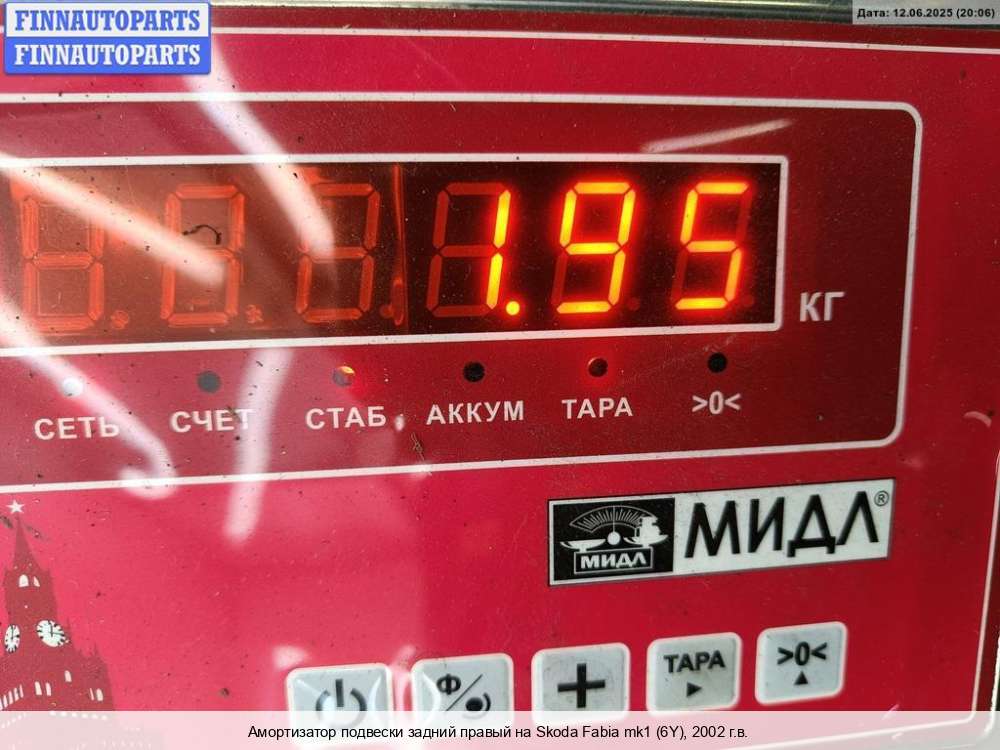 FINNAUTOPARTS
FINNAUTOPARTS
Дата: 12.06.2025 (20:06)
1.95
КГ
СЕТЬ СЧЕТ СТАБ АККУМ ТАРА >0<
МИДЛ МИДЛ®
Ф ТАРА >0<
Амортизатор подвески задний правый на Skoda Fabia mk1 (6Y), 2002 г.в.